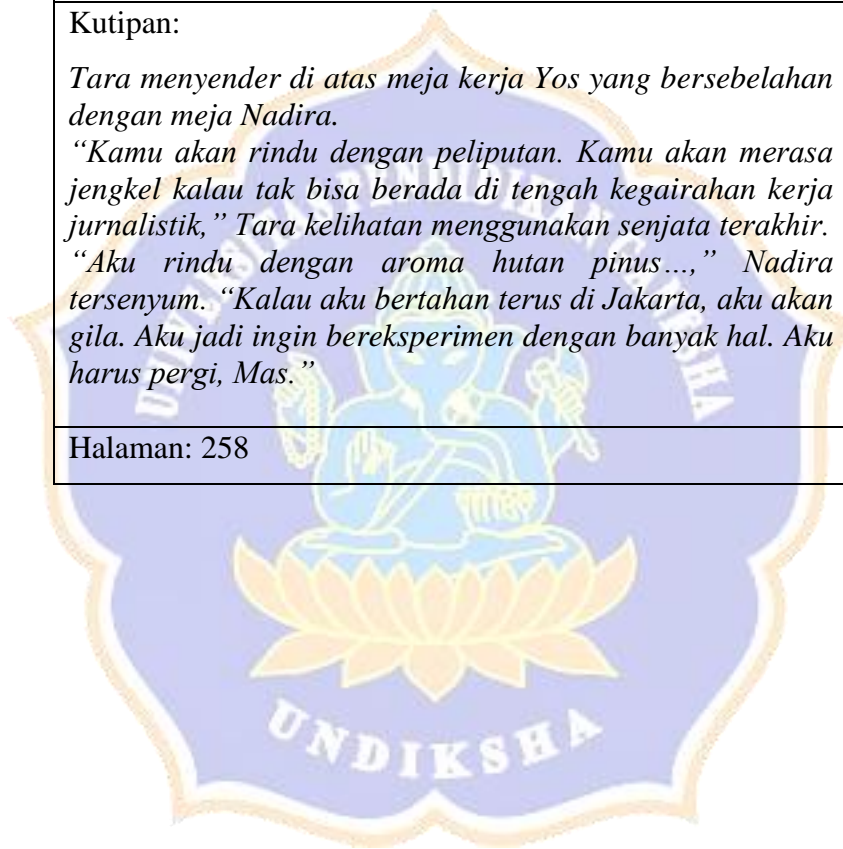 Kutipan:
Tara menyender di atas meja kerja Yos yang bersebelahan
dengan meja Nadira.
“Kamu akan rindu dengan peliputan. Kamu akan merasa
jengkel kalau tak bisa berada di tengah kegairahan kerja
jurnalistik,” Tara kelihatan menggunakan senjata terakhir.
“Aku rindu dengan aroma hutan pinus…,” Nadira
tersenyum. “Kalau aku bertahan terus di Jakarta, aku akan
gila. Aku jadi ingin bereksperimen dengan banyak hal. Aku
harus pergi, Mas.”
Halaman: 258
UNIVERSITAS PENDIDIKAN GANESHA
UNDIKSHA